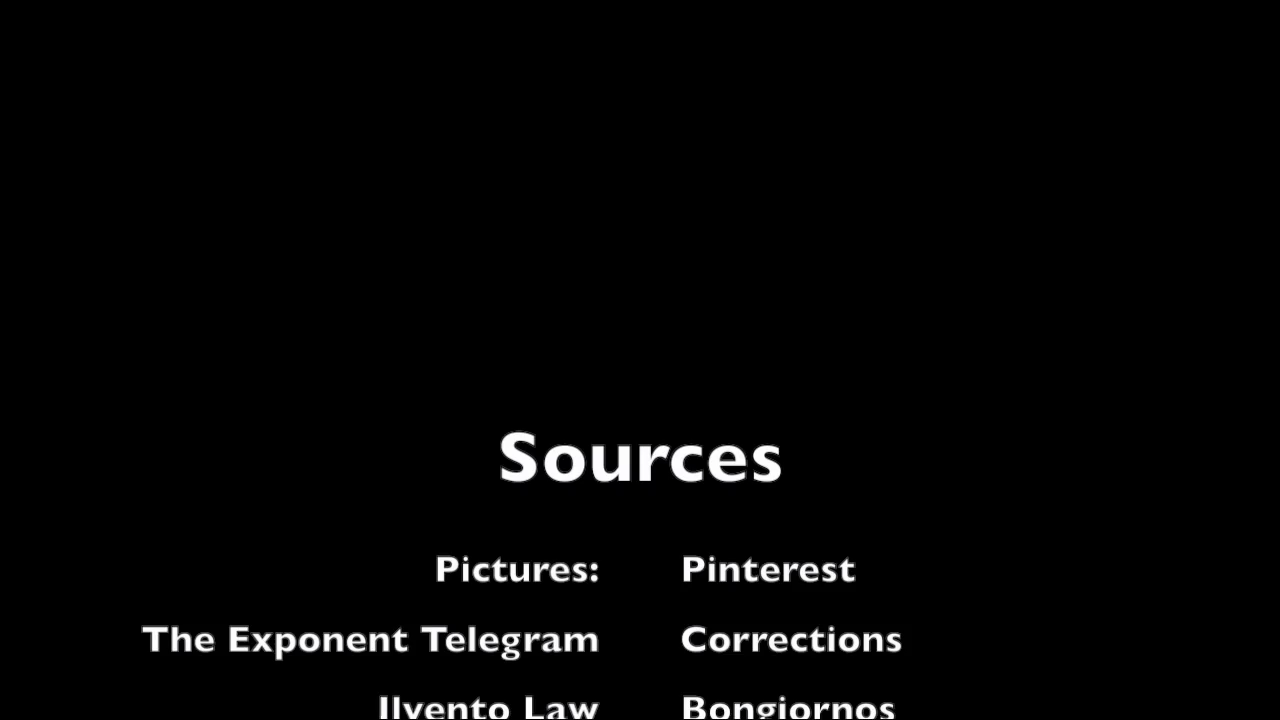 Sources
Pictures: Pinterest
The Exponent Telegram Corrections
Ilvento Law Bongiornos